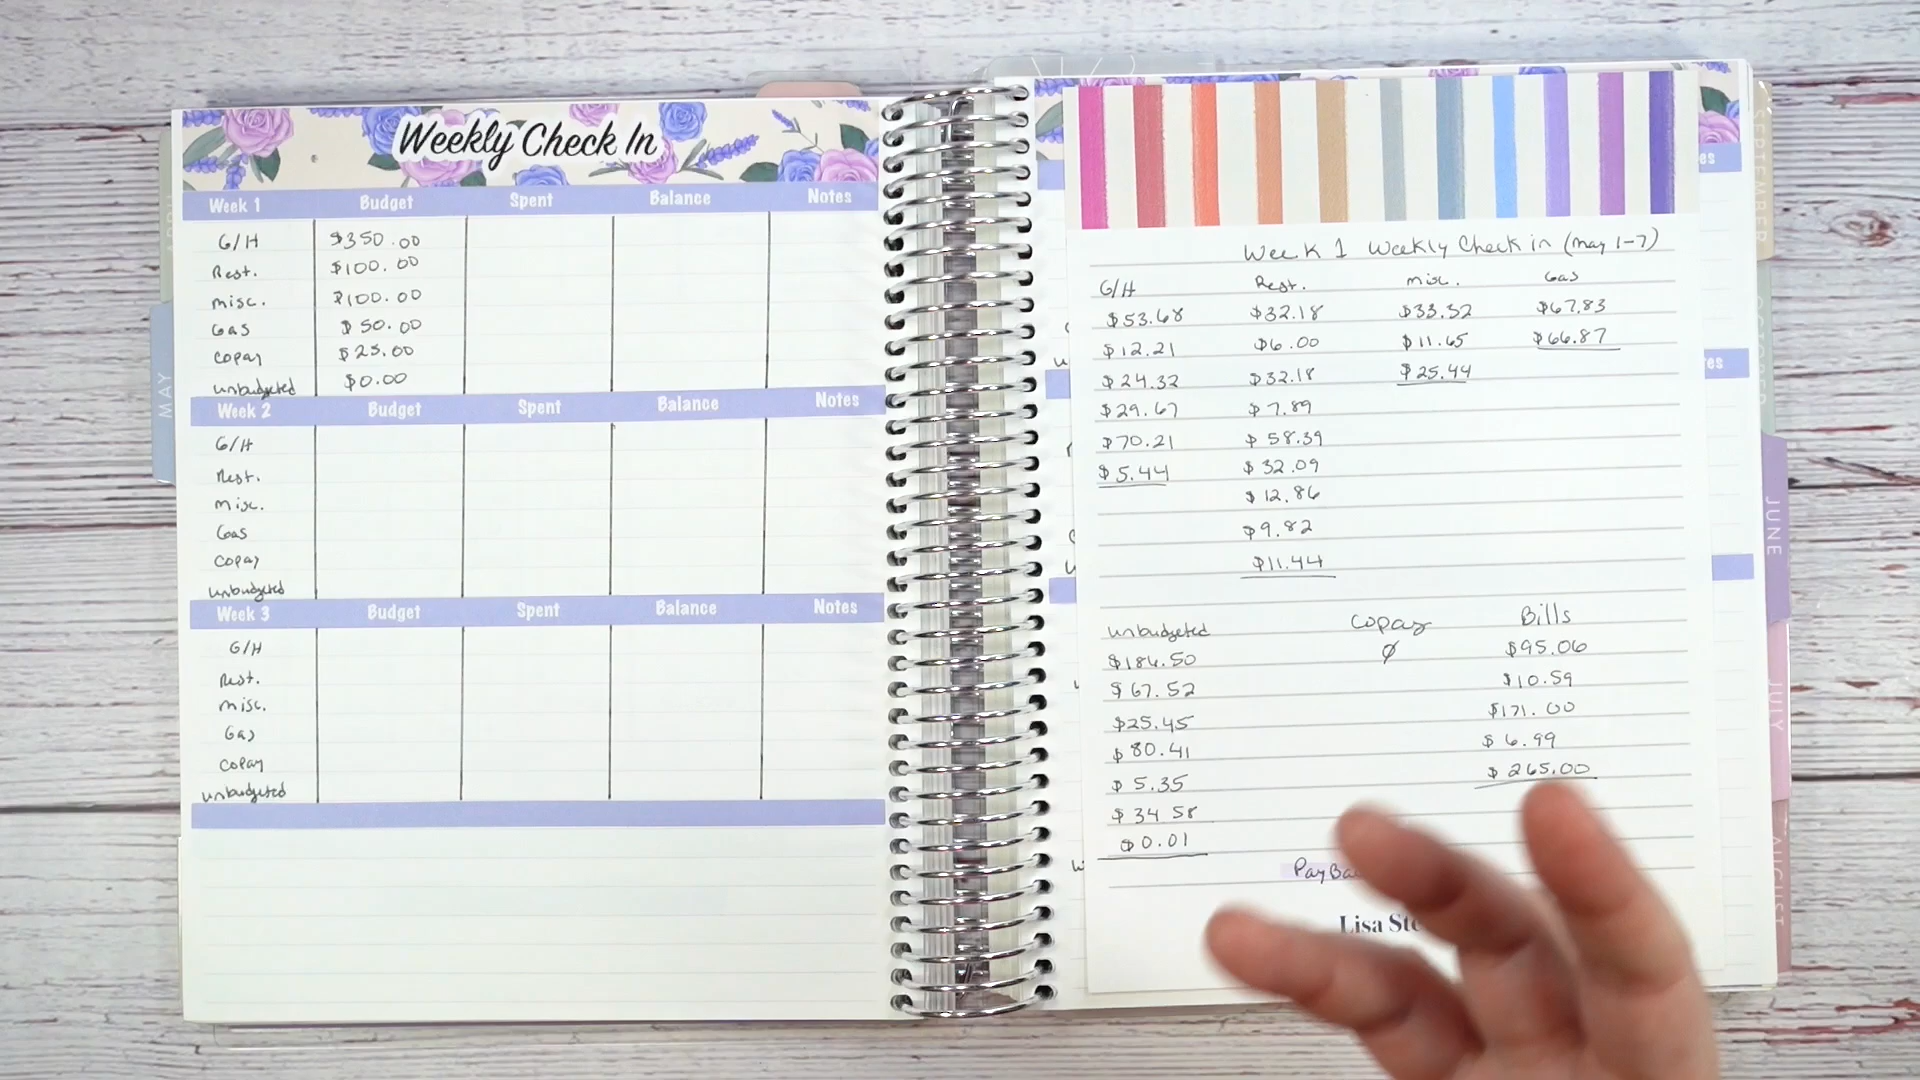 Weekly Check In
Week 1 Budget Spent Balance Notes
G/H $350.00
Rest. $100.00
misc. $100.00
Gas $50.00
copay $25.00
unbudgeted $0.00
Week 2 Budget Spent Balance Notes
G/H
Rest.
misc.
Gas
copay
unbudgeted
Week 3 Budget Spent Balance Notes
G/H
Rest.
misc.
Gas
copay
unbudgeted
MAY
Week 1 Weekly Check in (may 1-7)
G/H Rest. misc. Gas
$53.68 $32.18 $33.32 $67.83
$12.21 $6.00 $11.65 $66.87
$24.32 $32.18 $25.44
$29.67 $7.89
$70.21 $58.39
$5.44 $32.09
$12.86
$9.82
$11.44
unbudgeted copay Bills
$186.50 Ø $95.06
$67.52 $10.59
$25.45 $171.00
$80.41 $6.99
$5.35 $265.00
$34.58
$0.01
Lisa
SEPTEMBER
OCTOBER
JUNE
JULY
AUGUST